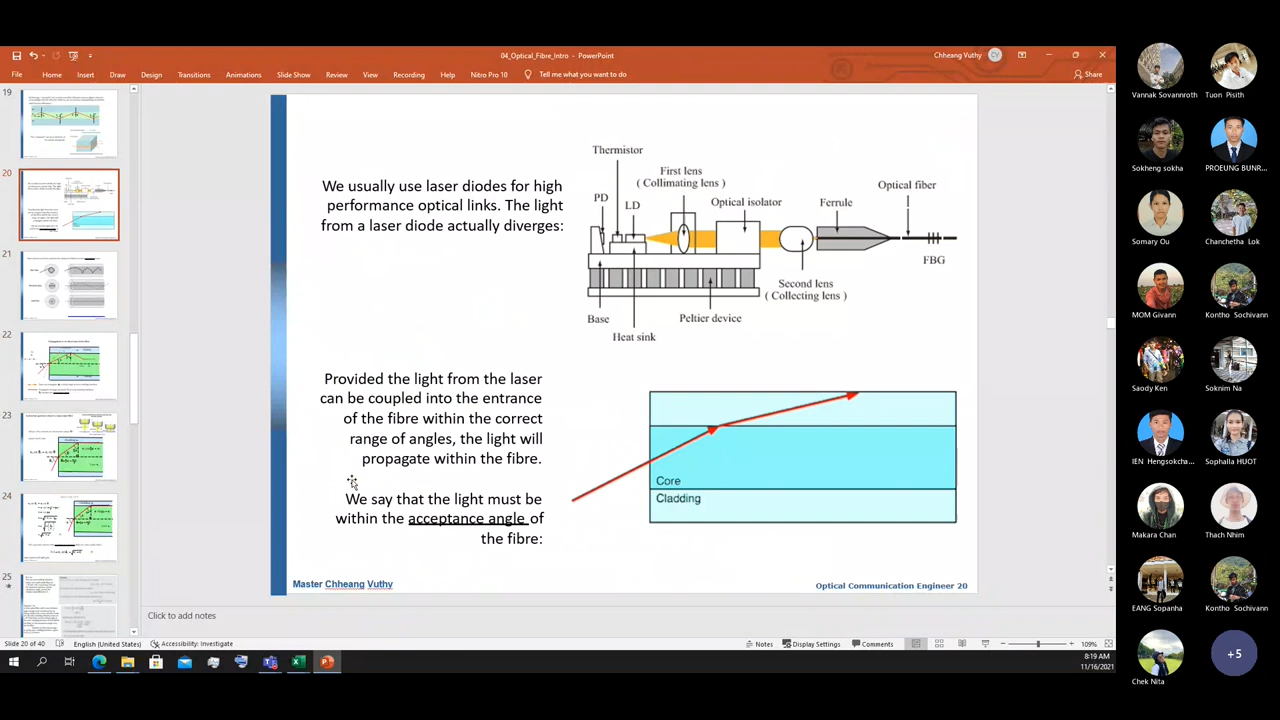 04_Optical_Fibre_Intro - PowerPoint
Chheang Vuthy
CV
File Home Insert Draw Design Transitions Animations Slide Show Review View Recording Help Nitro Pro 10 Tell me what you want to do
Share
19
20
21
22
23
24
25
We usually use laser diodes for high
performance optical links. The light
from a laser diode actually diverges:
Thermistor
First lens
( Collimating lens )
PD
LD
Optical isolator
Ferrule
Optical fiber
FBG
Second lens
( Collecting lens )
Base
Heat sink
Peltier device
Provided the light from the laser
can be coupled into the entrance
of the fibre within the correct
range of angles, the light will
propagate within the fibre.
We say that the light must be
within the acceptance angle of
the fibre:
Core
Cladding
Master Chheang Vuthy
Optical Communication Engineer 20
Click to add notes
Slide 20 of 40 English (United States) Accessibility: Investigate
Notes Display Settings Comments 109%
8:19 AM
11/16/2021
Vannak Sovannroth
Tuon Pisith
Sokheng sokha
PROEUNG BUNR...
Somary Ou
Chanchetha Lok
MOM Givann
Kontho Sochivann
Saody Ken
Soknim Na
IEN Hengsokcha...
Sophalla HUOT
Makara Chan
Thach Nhim
EANG Sopanha
Kontho Sochivann
Chek Nita
+5